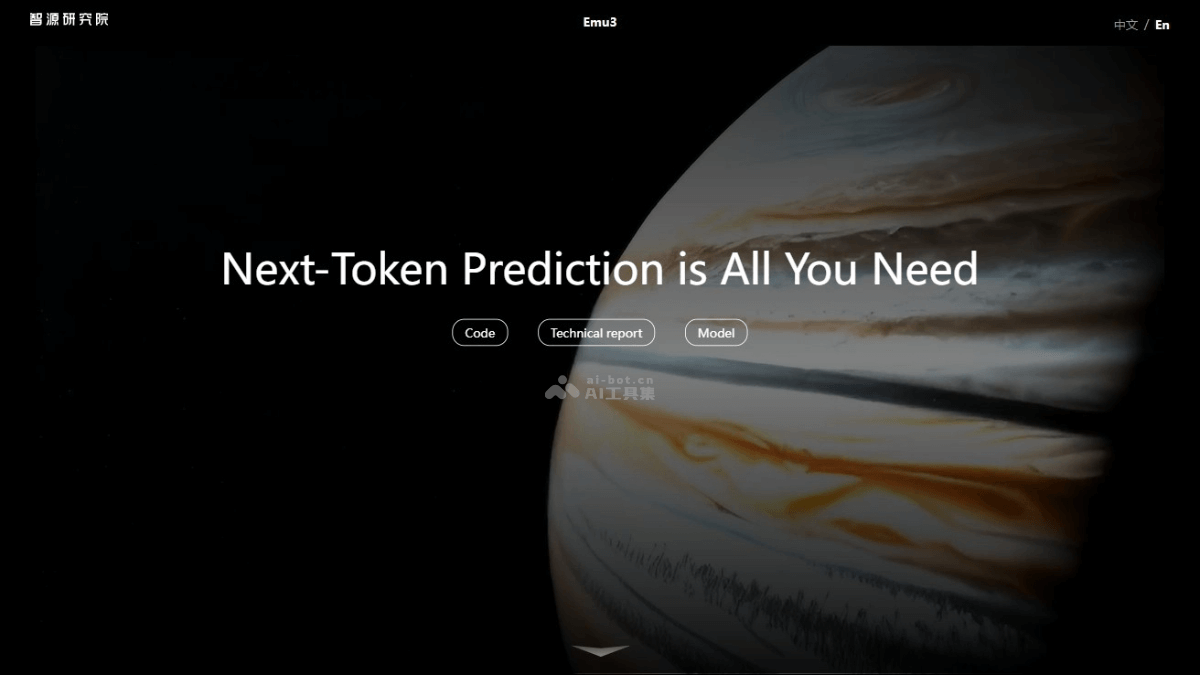 智源研究院
Emu3
中文 / En
Next-Token Prediction is All You Need
Code
Technical report
Model
ai-bot.cn
AI工具集